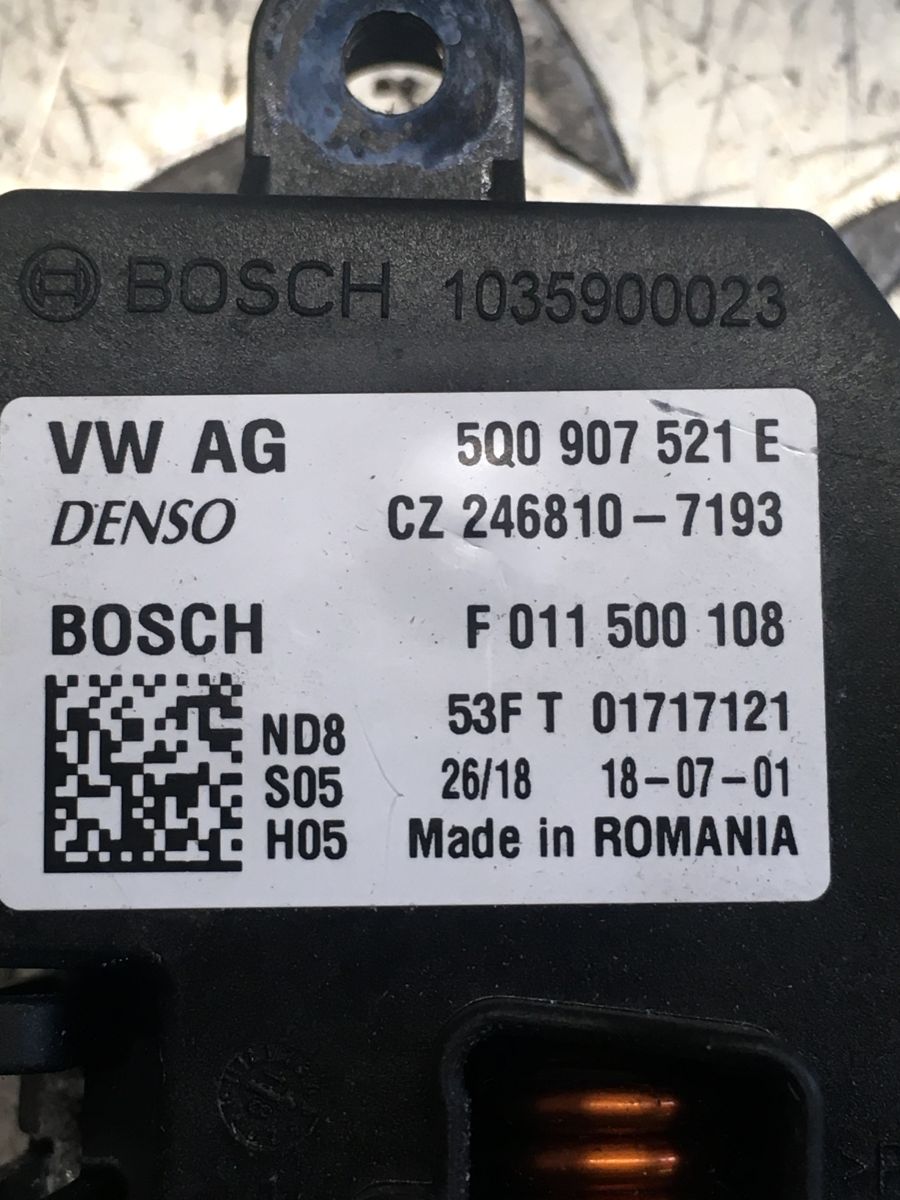 BOSCH 1035900023
VW AG 5Q0 907 521 E
DENSO CZ 246810-7193
BOSCH F 011 500 108
ND8 53F T 01717121
S05 26/18 18-07-01
H05 Made in ROMANIA